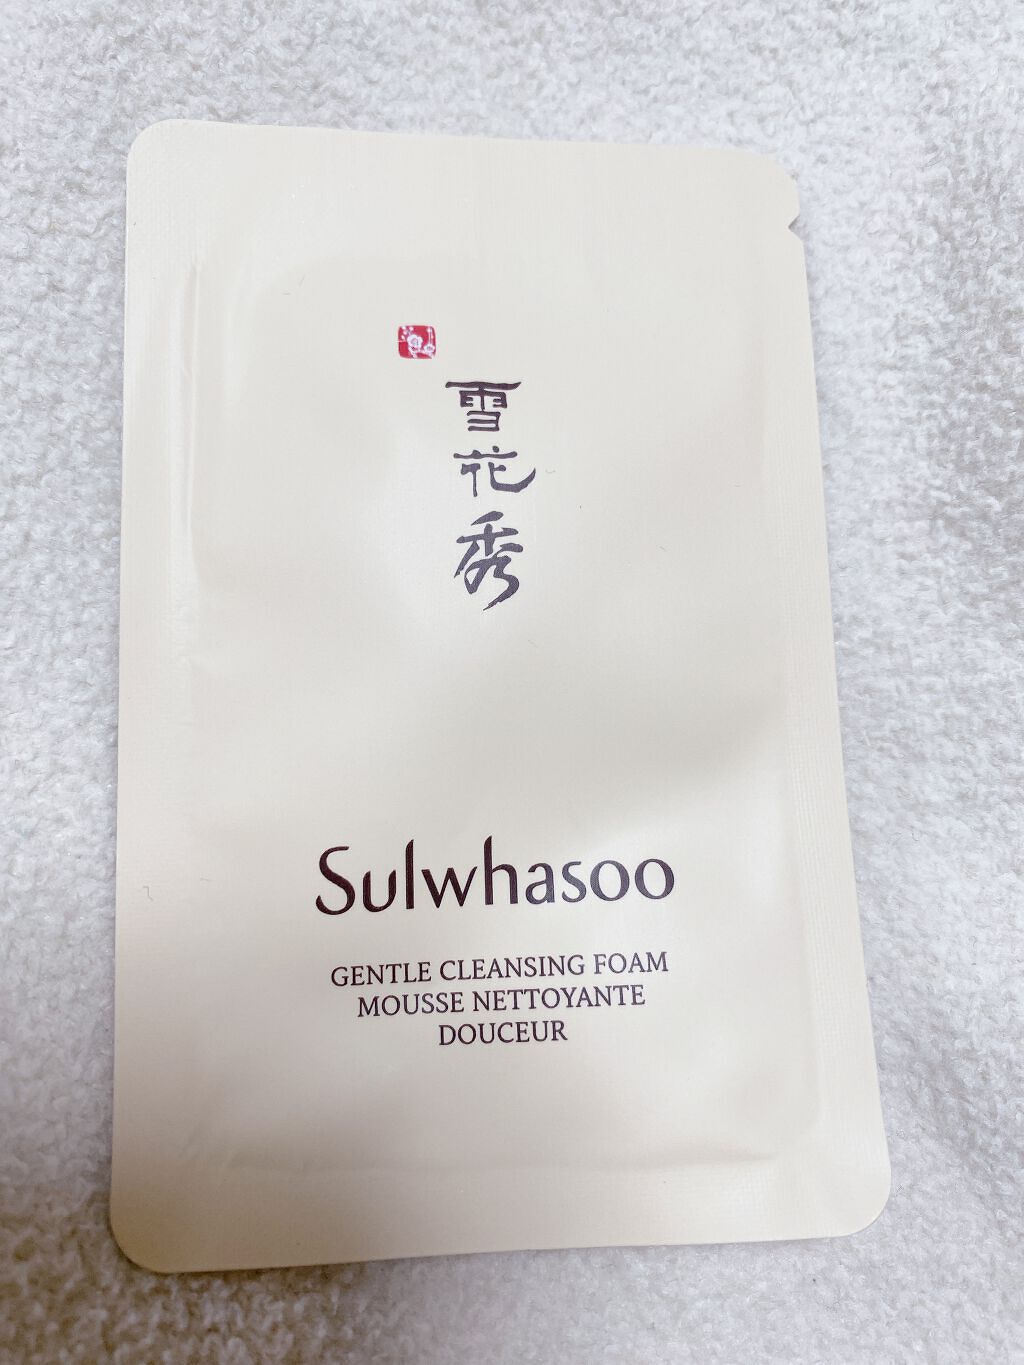 雪
花
秀
Sulwhasoo
GENTLE CLEANSING FOAM
MOUSSE NETTOYANTE
DOUCEUR